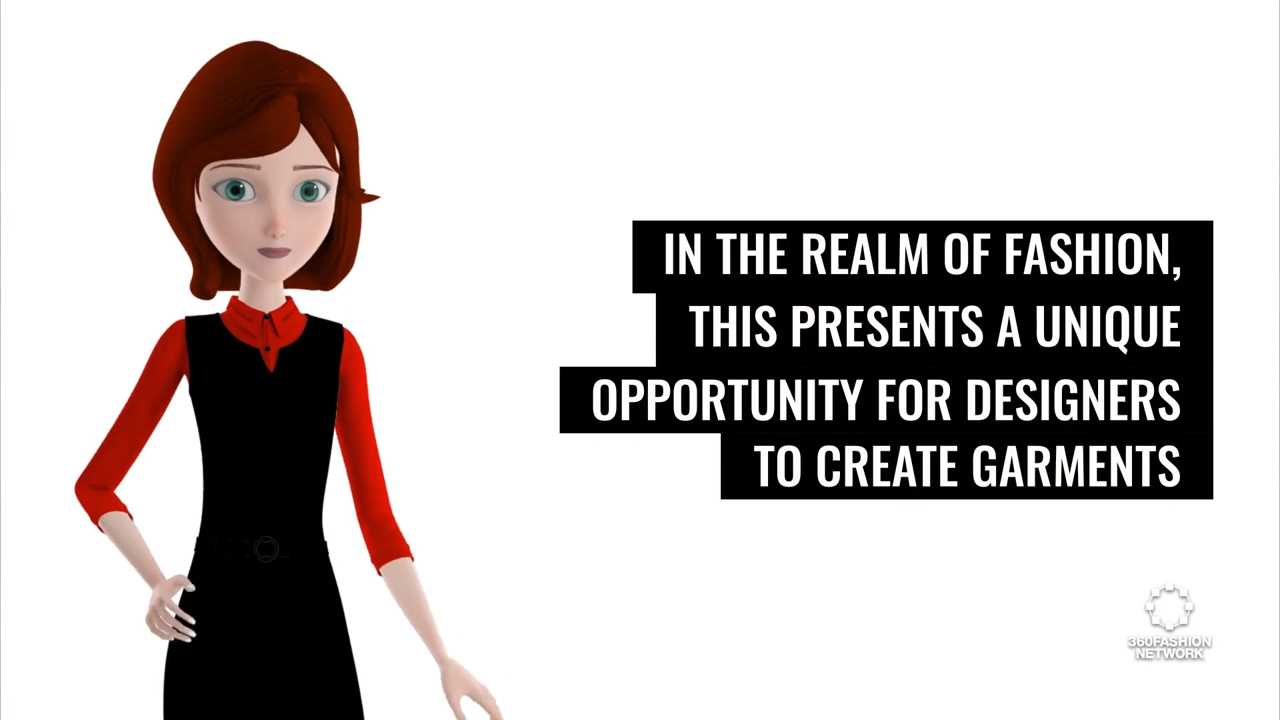 IN THE REALM OF FASHION,
THIS PRESENTS A UNIQUE
OPPORTUNITY FOR DESIGNERS
TO CREATE GARMENTS
360FASHION
NETWORK